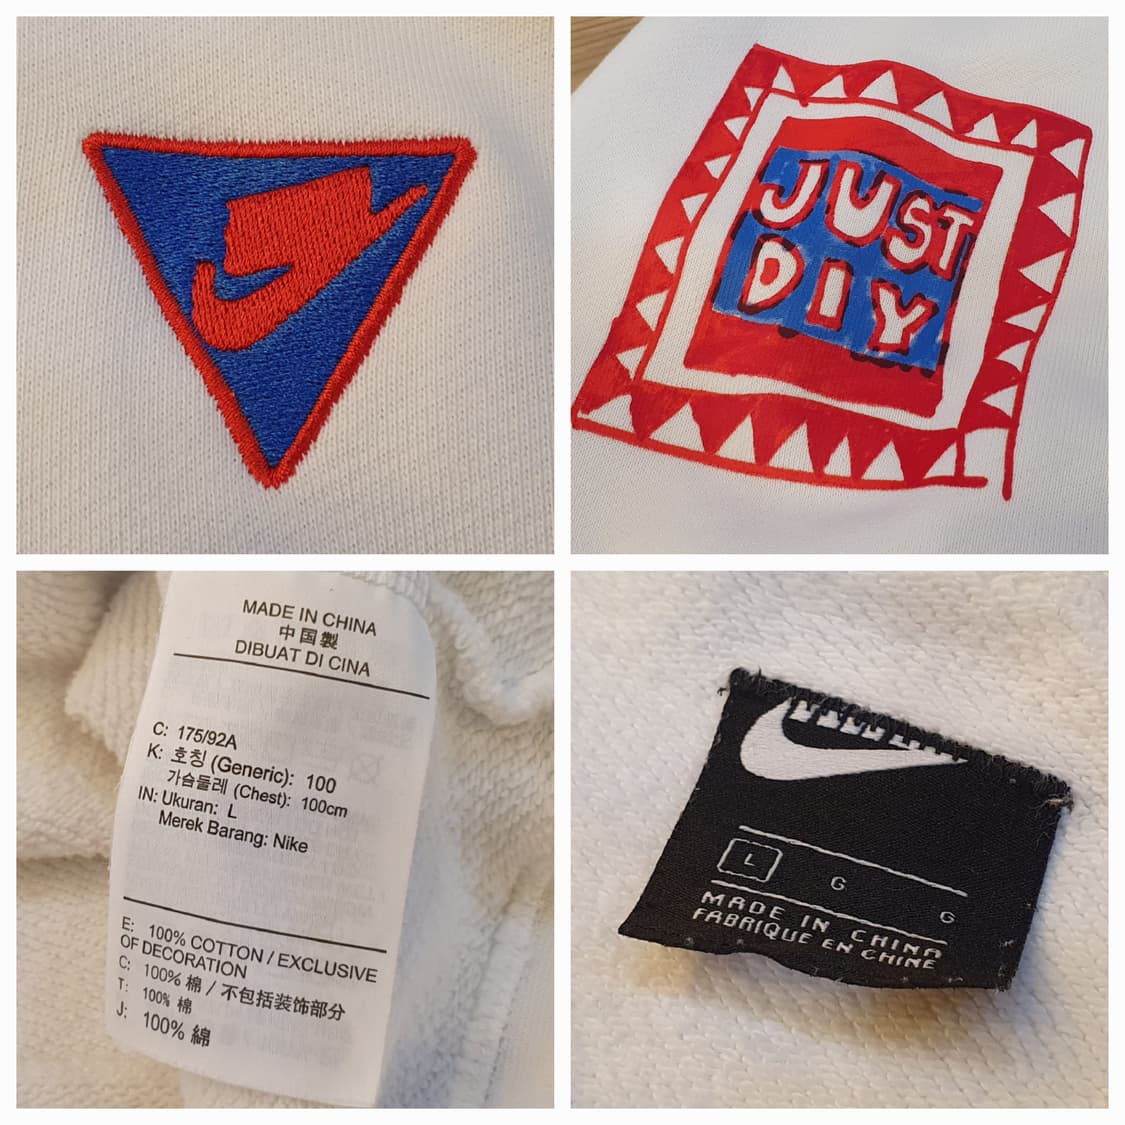 JUST
DIY
MADE IN CHINA
中国製
DIBUAT DI CINA
C: 175/92A
K: 호칭 (Generic): 100
가슴둘레 (Chest): 100cm
IN: Ukuran: L
Merek Barang: Nike
E: 100% COTTON / EXCLUSIVE
OF DECORATION
C: 100% 棉 / 不包括装饰部分
T: 100% 棉
J: 100% 綿
L G G
MADE IN CHINA
FABRIQUE EN CHINE